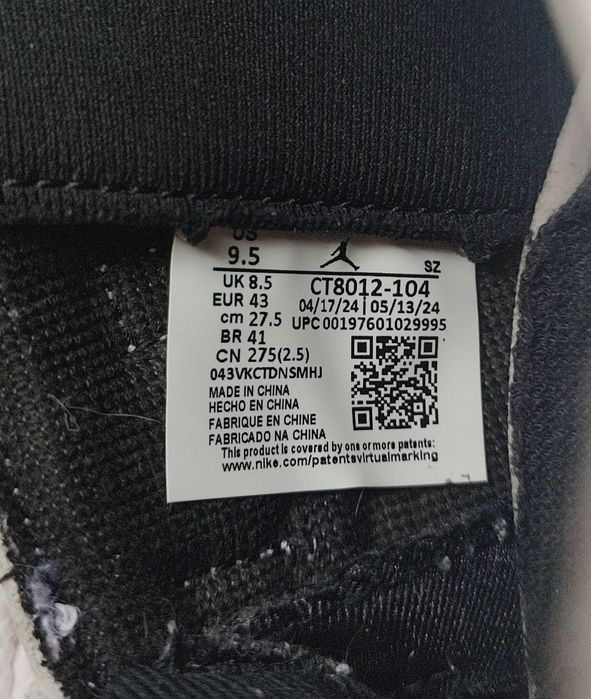 US
9.5
SZ
UK 8.5
CT8012-104
EUR 43
04/17/24 | 05/13/24
cm 27.5
UPC 00197601029995
BR 41
CN 275(2.5)
043VKCTDNSMHJ
MADE IN CHINA
HECHO EN CHINA
FABRIQUE EN CHINE
FABRICADO NA CHINA
This product is covered by one or more patents:
www.nike.com/patentsvirtualmarking